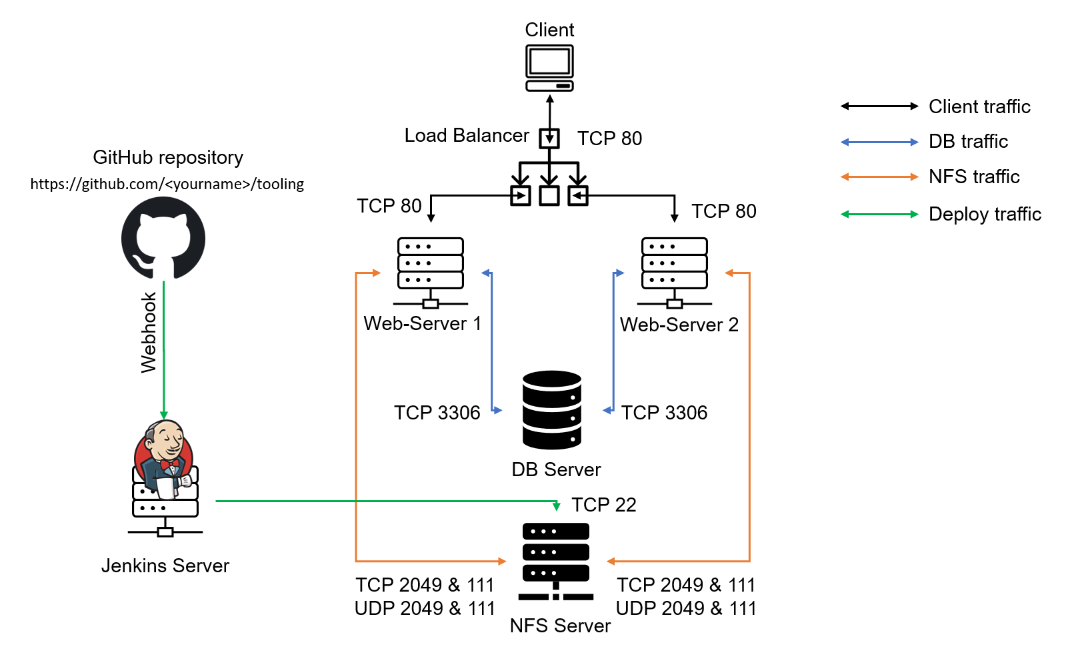 Client
Load Balancer
TCP 80
GitHub repository
https://github.com/<yourname>/tooling
TCP 80
TCP 80
Client traffic
DB traffic
NFS traffic
Deploy traffic
Webhook
Web-Server 1
Web-Server 2
TCP 3306
TCP 3306
DB Server
TCP 22
Jenkins Server
TCP 2049 & 111
UDP 2049 & 111
TCP 2049 & 111
UDP 2049 & 111
NFS Server